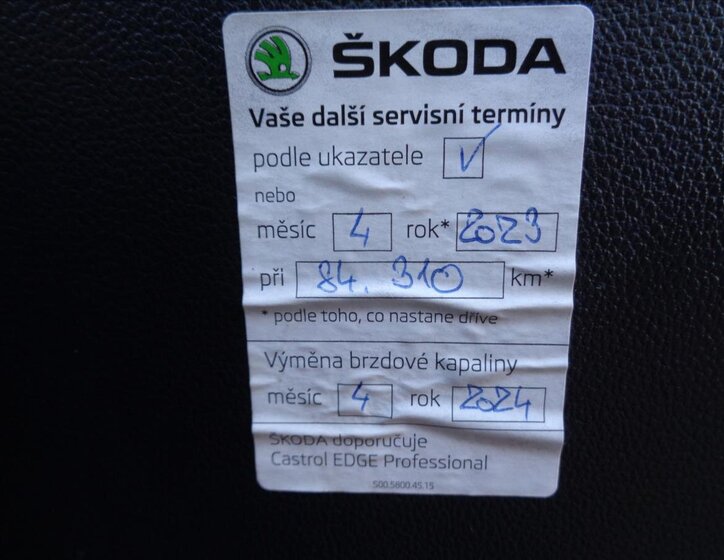 ŠKODA
Vaše další servisní termíny
podle ukazatele ✓
nebo
měsíc 4 rok* 2023
při 84.310 km*
* podle toho, co nastane dříve
Výměna brzdové kapaliny
měsíc 4 rok 2024
ŠKODA doporučuje
Castrol EDGE Professional
S00.5800.45.15